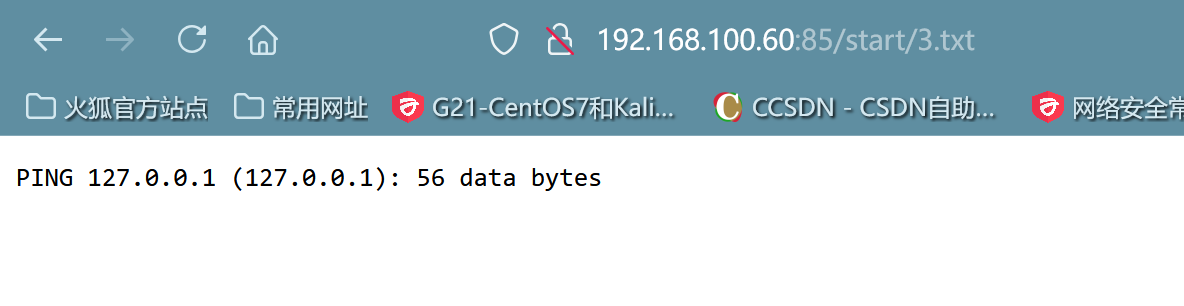 192.168.100.60:85/start/3.txt
火狐官方站点 常用网址 G21-CentOS7和Kali... CCSDN - CSDN自助... 网络安全常
PING 127.0.0.1 (127.0.0.1): 56 data bytes